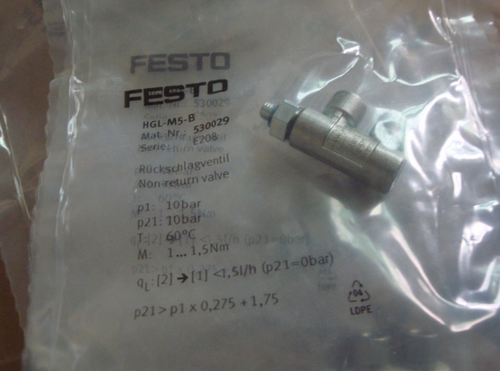 FESTO
FESTO
HGL-M5-B
Mat. Nr.: 530029
Serie: E208
Rückschlagventil
Non-return valve
p1: 10bar
p21: 10bar
T: 60°C
M: 1... 1,5Nm
qL: [2] → [1] <1,5l/h (p21=0bar)
p21 > p1 x 0,275 + 1,75
04
LDPE